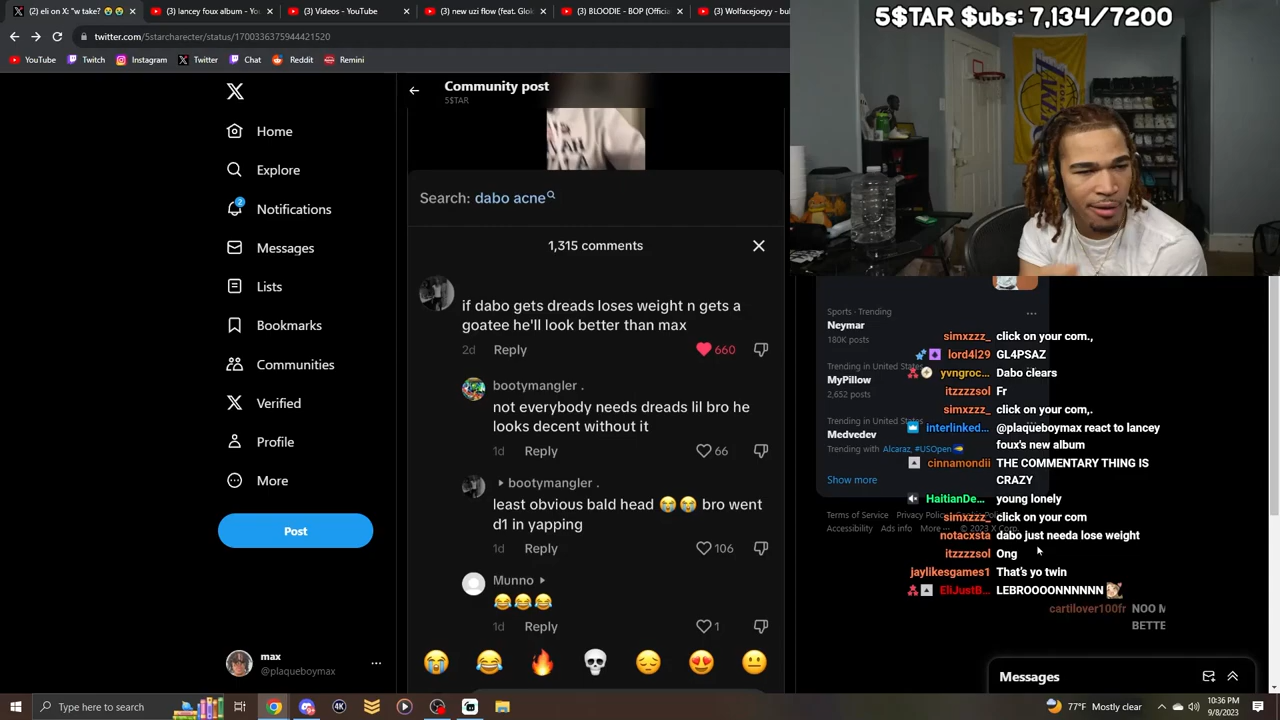 5$TAR $ubs: 7,134/7200
(2) eli on X: "w take? 😭 😭
(3) lancey foux album - Yo
(3) Videos - YouTube
(3) new uzi flow (feat. Glok
(3) BLOODIE - BOP (Officia
(3) Wolfacejoeyy - bu
twitter.com/5starcharecter/status/1700336375944421520
YouTube
Twitch
Instagram
Twitter
Chat
Reddit
Remini
Home
Explore
2
Notifications
Messages
Lists
Bookmarks
Communities
Verified
Profile
More
Post
max
@plaqueboymax
Community post
5$TAR
Search: dabo acne
1,315 comments
if dabo gets dreads loses weight n gets a
goatee he'll look better than max
2d Reply
660
bootymangler .
not everybody needs dreads lil bro he
looks decent without it
1d Reply
66
bootymangler .
least obvious bald head 😭😭 bro went
d1 in yapping
1d Reply
106
Munno
😂😂😂
1d Reply
1
😭 😂 🔥 💀 😔 😍 😐
Sports · Trending
Neymar
180K posts
Trending in United States
MyPillow
2,652 posts
Trending in United States
Medvedev
Trending with Alcaraz, #USOpen
Show more
Terms of Service Privacy Policy
Accessibility Ads info More © 2023 X Corp.
simxzzz_ click on your com.,
lord4l29 GL4PSAZ
yvngroc... Dabo clears
itzzzzsol Fr
simxzzz_ click on your com,.
interlinked... @plaqueboymax react to lancey
foux's new album
cinnamondii THE COMMENTARY THING IS
CRAZY
HaitianDe... young lonely
simxzzz_ click on your com
notacxsta dabo just needa lose weight
itzzzzsol Ong
jaylikesgames1 That's yo twin
EliJustB... LEBROOOONNNNNN
cartilover100fr NOO M
BETTE
Messages
Type here to search
77°F Mostly clear
10:36 PM
9/8/2023